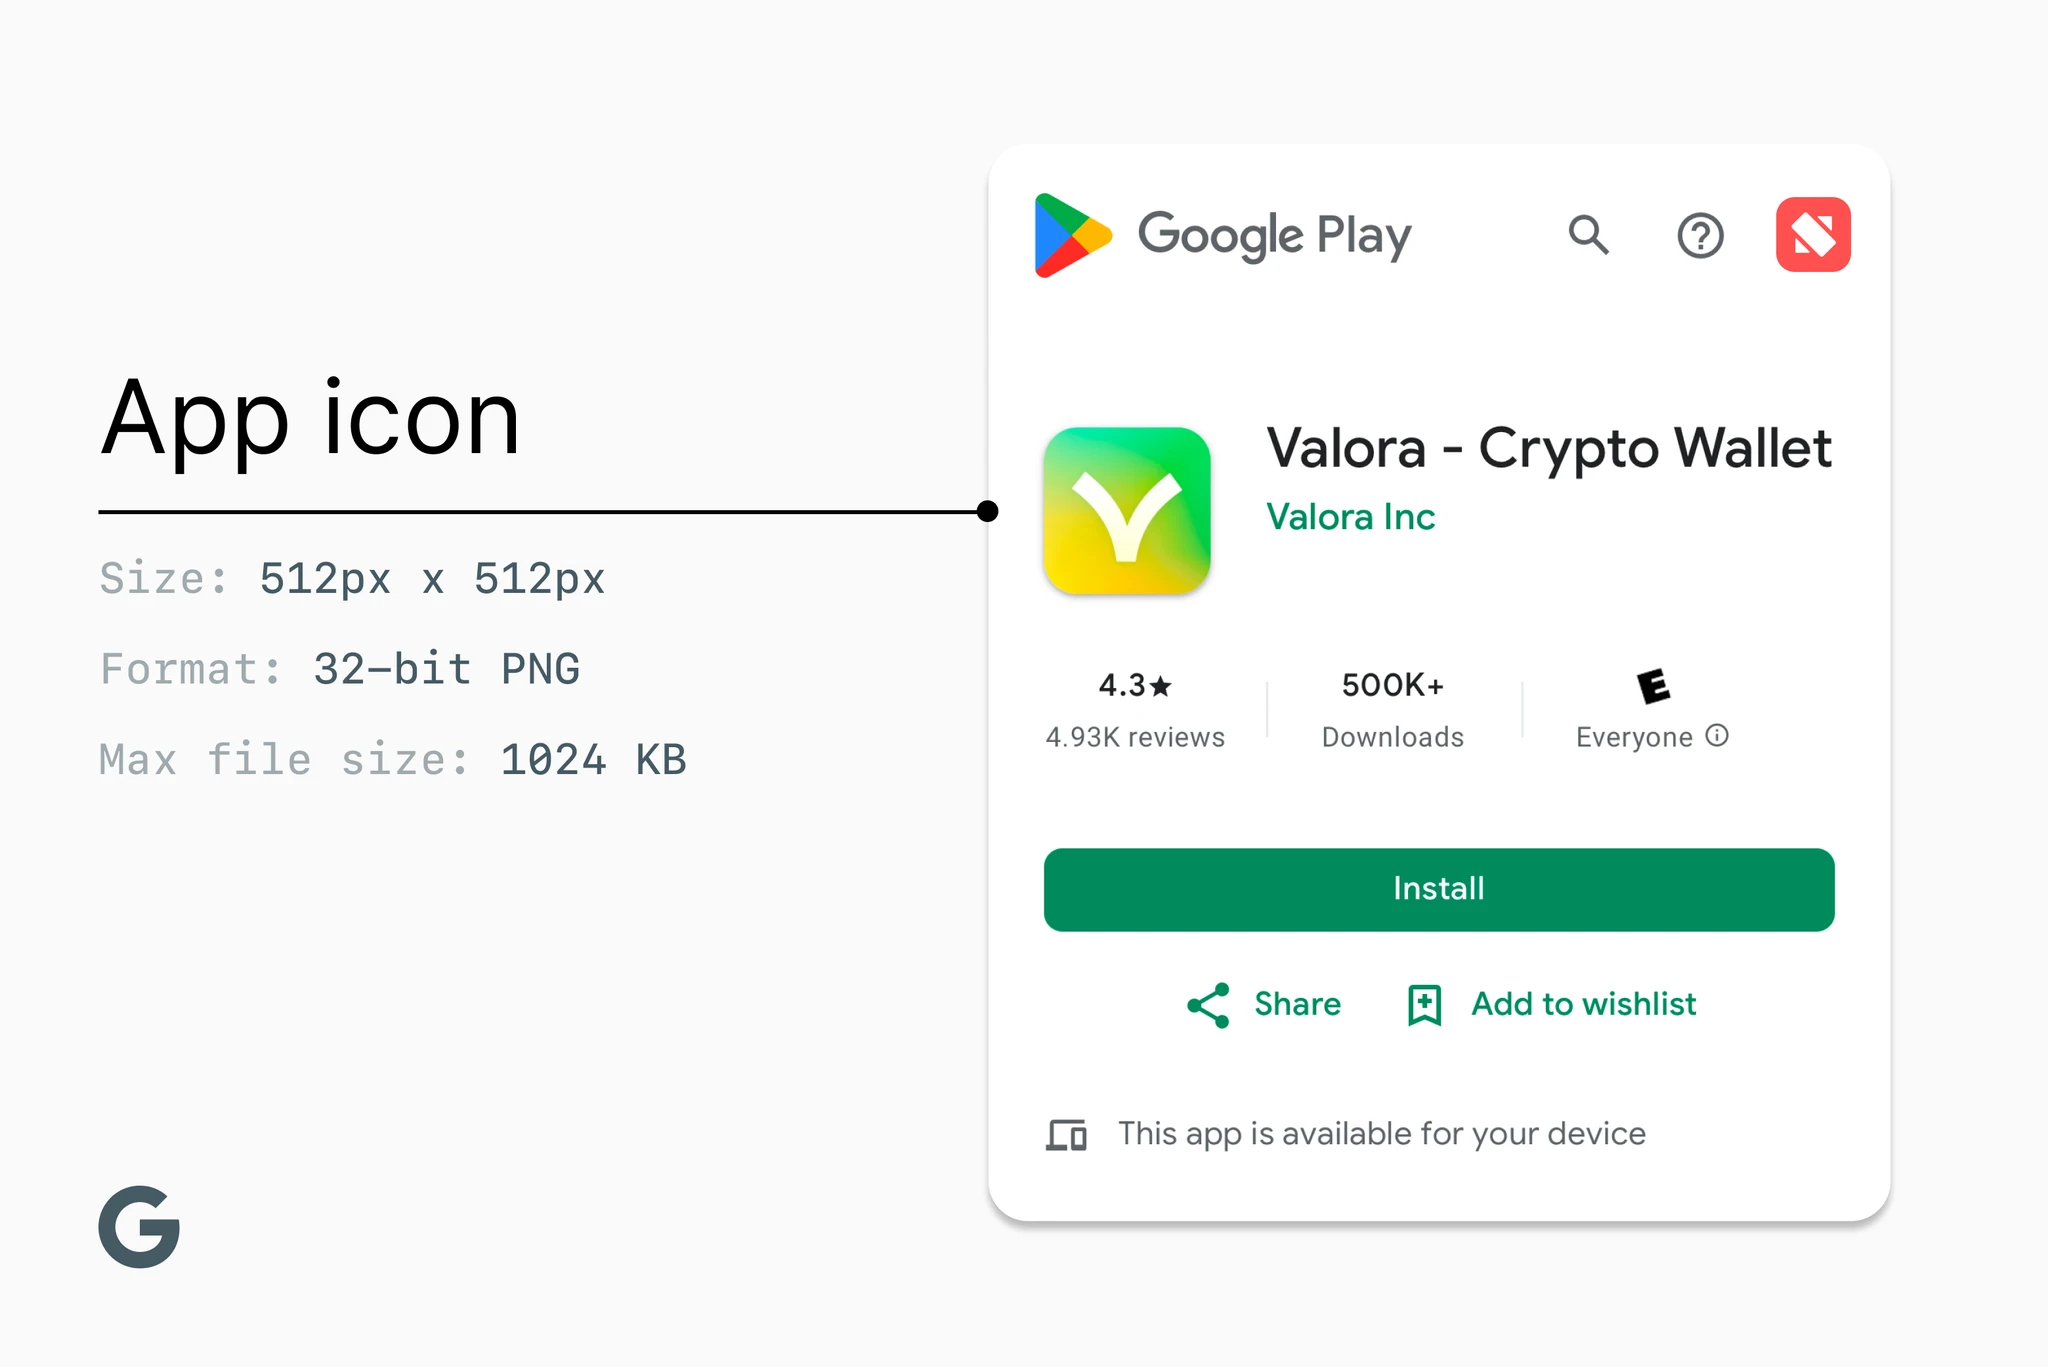 App icon
Size: 512px x 512px
Format: 32-bit PNG
Max file size: 1024 KB
Google Play
Valora - Crypto Wallet
Valora Inc
4.3★
4.93K reviews
500K+
Downloads
E
Everyone
Install
Share
Add to wishlist
This app is available for your device
G